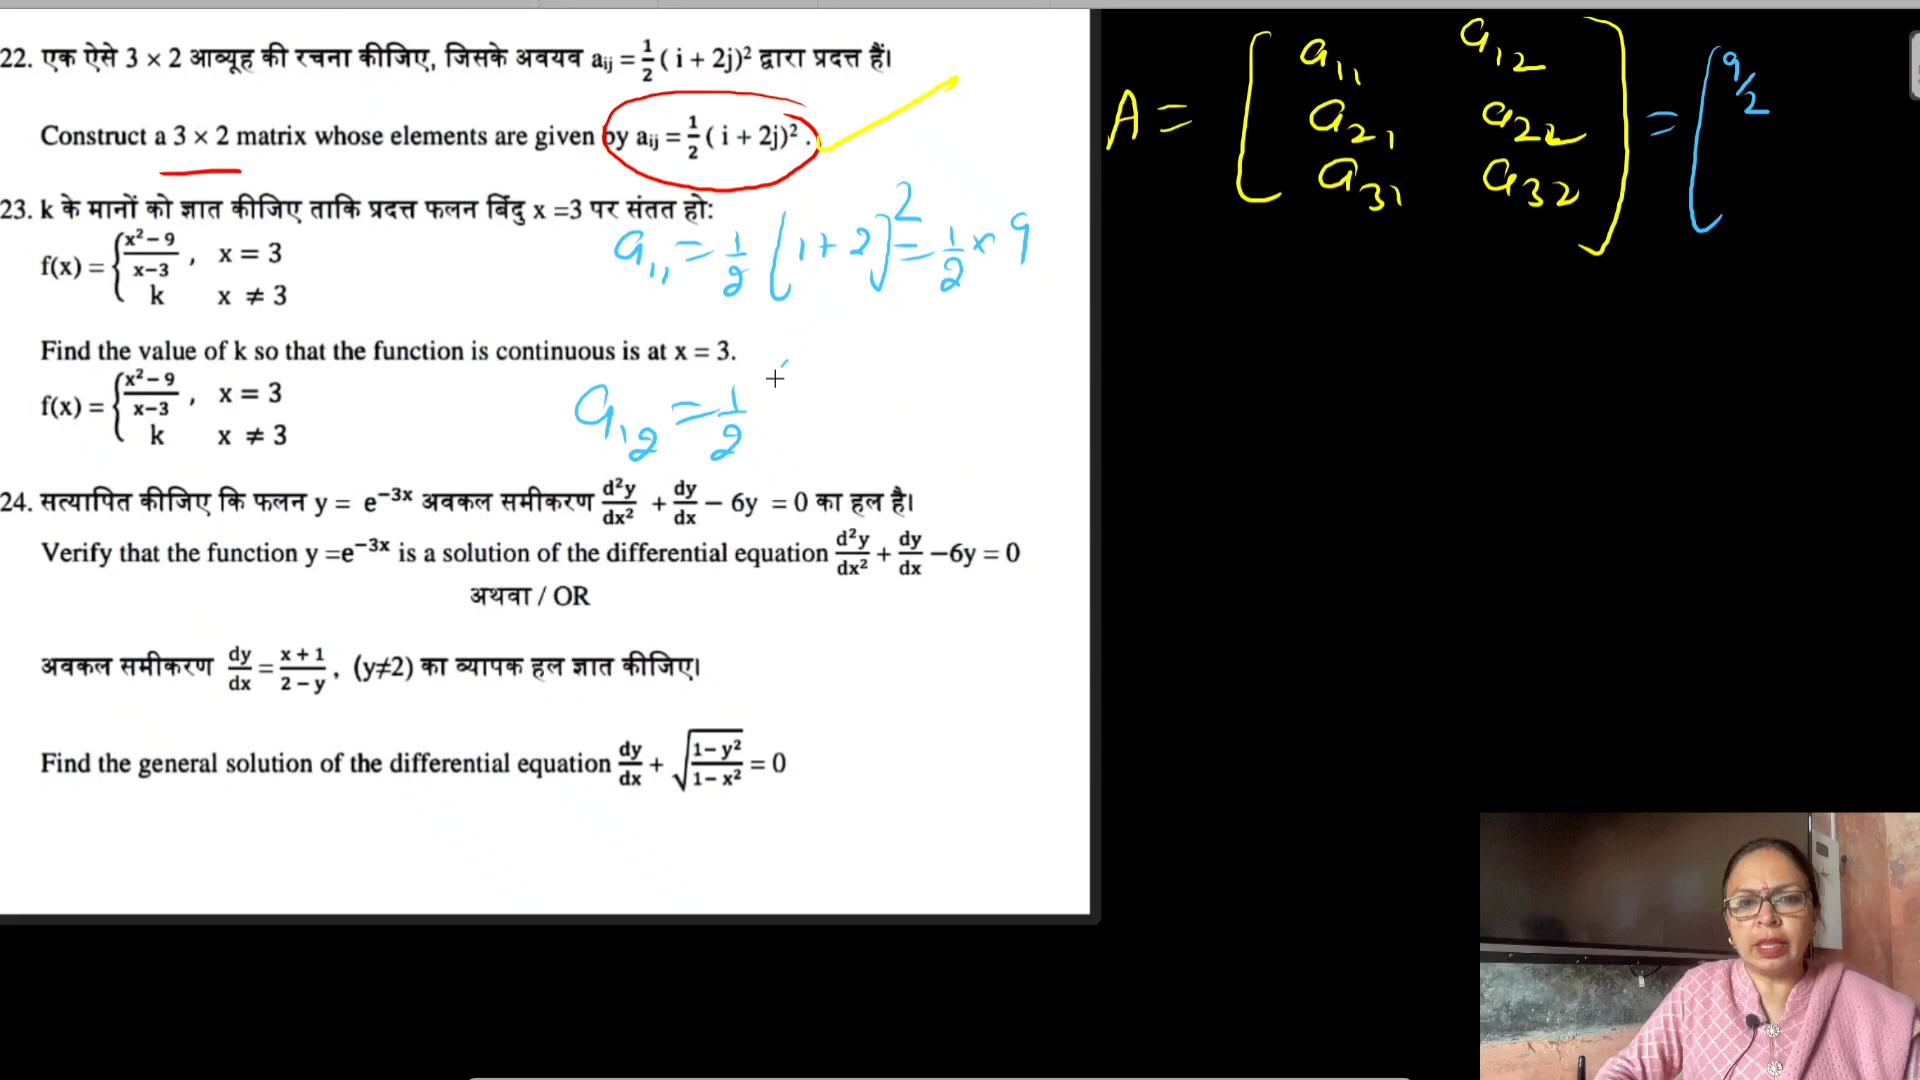 22. एक ऐसे 3 × 2 आव्यूह की रचना कीजिए, जिसके अवयव aᵢⱼ = 1/2 ( i + 2j)² द्वारा प्रदत्त हैं।
Construct a 3 × 2 matrix whose elements are given by aᵢⱼ = 1/2 ( i + 2j)² .
23. k के मानों को ज्ञात कीजिए ताकि प्रदत्त फलन बिंदु x =3 पर संतत हो:
f(x) = { (x² – 9)/(x–3) , x = 3
k x ≠ 3
Find the value of k so that the function is continuous is at x = 3.
f(x) = { (x² – 9)/(x–3) , x = 3
k x ≠ 3
24. सत्यापित कीजिए कि फलन y = e⁻³ˣ अवकल समीकरण d²y/dx² + dy/dx – 6y = 0 का हल है।
Verify that the function y =e⁻³ˣ is a solution of the differential equation d²y/dx² + dy/dx –6y = 0
अथवा / OR
अवकल समीकरण dy/dx = (x + 1)/(2 – y) , (y≠2) का व्यापक हल ज्ञात कीजिए।
Find the general solution of the differential equation dy/dx + √((1– y²)/(1– x²)) = 0
a₁₁ = 1/2 [1+2]² = 1/2 × 9
a₁₂ = 1/2
A = [ a₁₁ a₁₂ ] = [ 9/2
a₂₁ a₂₂
a₃₁ a₃₂